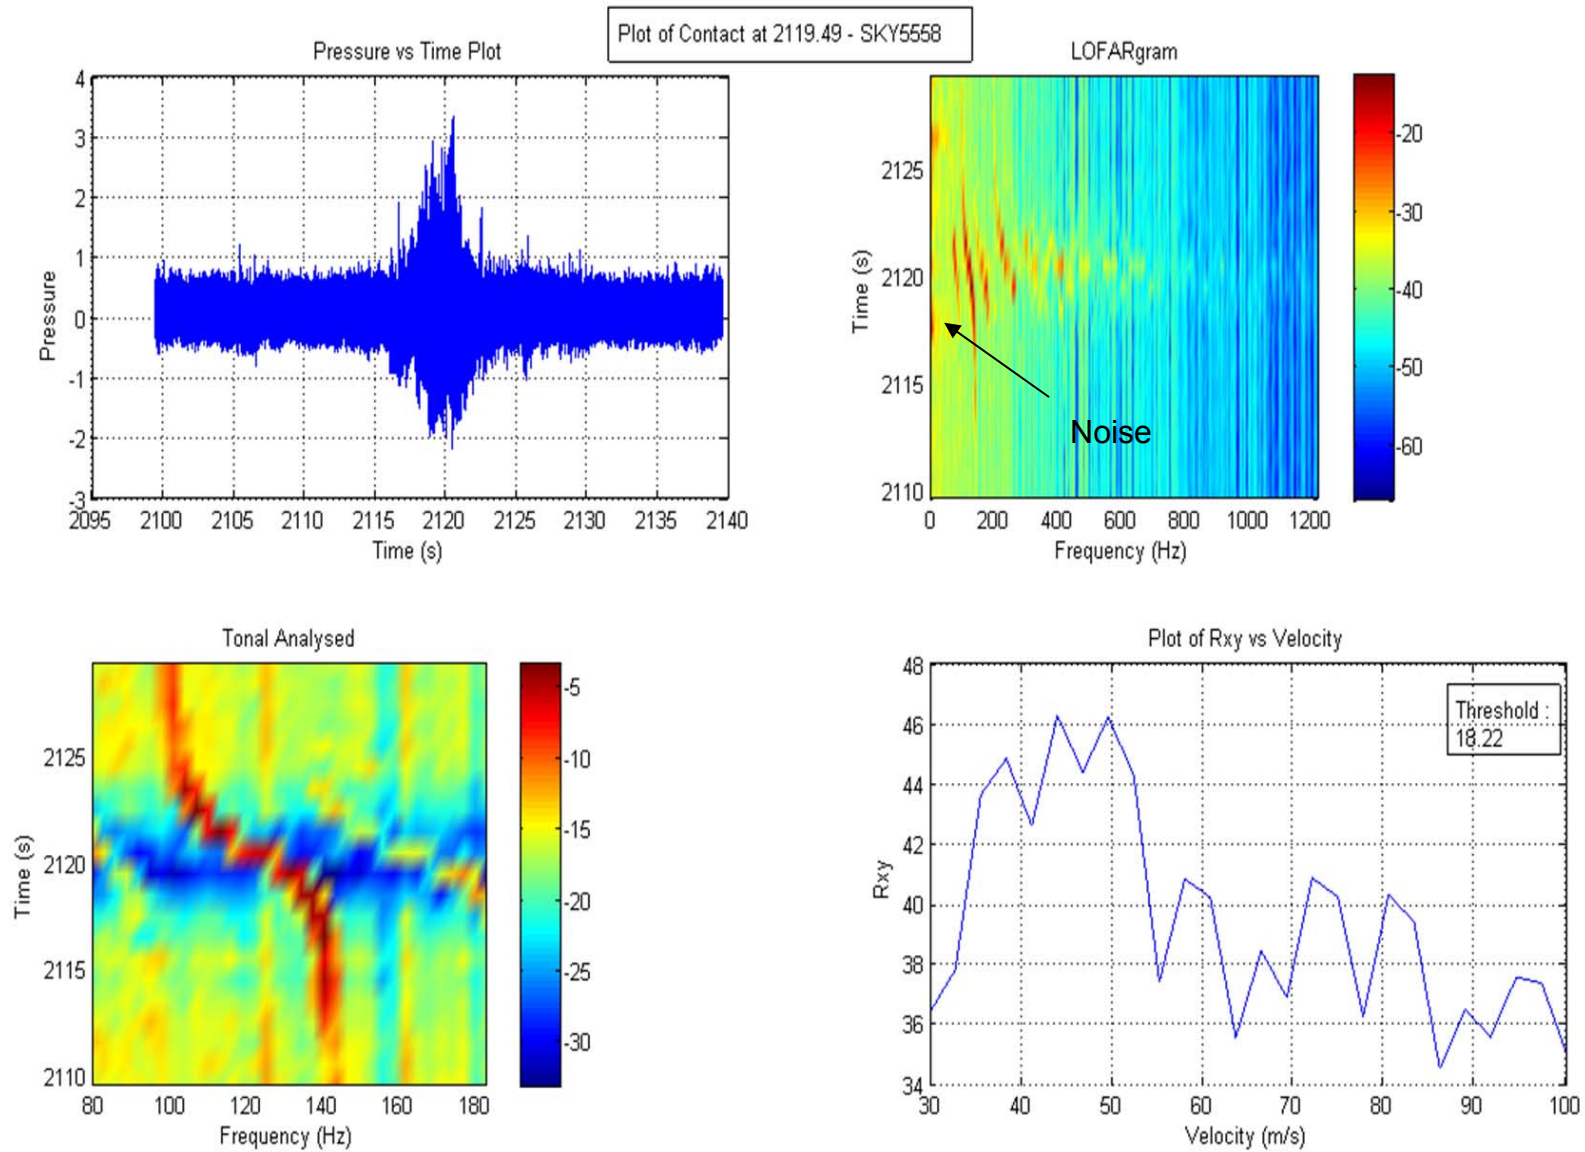 Plot of Contact at 2119.49 - SKY5558
Pressure vs Time Plot
4
3
2
1
0
-1
-2
-3
Pressure
2095 2100 2105 2110 2115 2120 2125 2130 2135 2140
Time (s)
LOFARgram
2125
2120
2115
2110
Time (s)
Noise
0 200 400 600 800 1000 1200
Frequency (Hz)
-20
-30
-40
-50
-60
Tonal Analysed
2125
2120
2115
2110
Time (s)
80 100 120 140 160 180
Frequency (Hz)
-5
-10
-15
-20
-25
-30
Plot of Rxy vs Velocity
48
46
44
42
40
38
36
34
Rxy
Threshold :
18.22
30 40 50 60 70 80 90 100
Velocity (m/s)